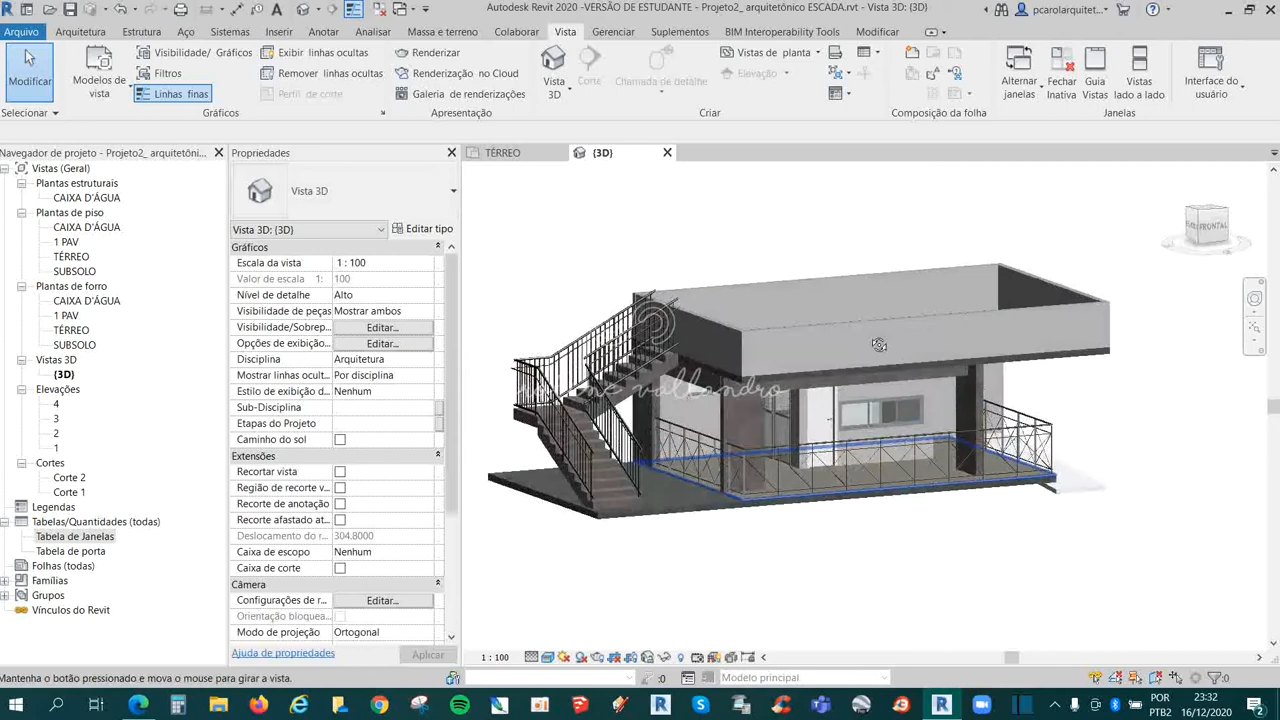 Autodesk Revit 2020 -VERSÃO DE ESTUDANTE - Projeto2_ arquitetônico ESCADA.rvt - Vista 3D: {3D}
pcarolarquitet...
Arquivo Arquitetura Estrutura Aço Sistemas Inserir Anotar Analisar Massa e terreno Colaborar Vista Gerenciar Suplementos BIM Interoperability Tools Modificar
Modificar
Selecionar
Modelos de vista
Visibilidade/ Gráficos
Filtros
Linhas finas
Exibir linhas ocultas
Remover linhas ocultas
Perfil de corte
Gráficos
Renderizar
Renderização no Cloud
Galeria de renderizações
Apresentação
Vista 3D
Corte
Chamada de detalhe
Vistas de planta
Elevação
Criar
Composição da folha
Alternar janelas
Fechar Inativa
Guia Vistas
Vistas lado a lado
Janelas
Interface do usuário
Navegador de projeto - Projeto2_ arquitetôni...
Vistas (Geral)
Plantas estruturais
CAIXA D'ÁGUA
Plantas de piso
CAIXA D'ÁGUA
1 PAV
TÉRREO
SUBSOLO
Plantas de forro
CAIXA D'ÁGUA
1 PAV
TÉRREO
SUBSOLO
Vistas 3D
{3D}
Elevações
4
3
2
1
Cortes
Corte 2
Corte 1
Legendas
Tabelas/Quantidades (todas)
Tabela de Janelas
Tabela de porta
Folhas (todas)
Famílias
Grupos
Vínculos do Revit
Propriedades
Vista 3D
Vista 3D: {3D} Editar tipo
Gráficos
Escala da vista 1 : 100
Valor de escala 1: 100
Nível de detalhe Alto
Visibilidade de peças Mostrar ambos
Visibilidade/Sobrep... Editar...
Opções de exibição... Editar...
Disciplina Arquitetura
Mostrar linhas ocult... Por disciplina
Estilo de exibição d... Nenhum
Sub-Disciplina
Etapas do Projeto
Caminho do sol
Extensões
Recortar vista
Região de recorte v...
Recorte de anotação
Recorte afastado at...
Deslocamento do r... 304.8000
Caixa de escopo Nenhum
Caixa de corte
Câmera
Configurações de r... Editar...
Orientação bloquea...
Modo de projeção Ortogonal
Ajuda de propriedades Aplicar
TÉRREO {3D}
FRONTAL
1 : 100
Mantenha o botão pressionado e mova o mouse para girar a vista.
:0
Modelo principal
:0
POR
PTB2
23:32
16/12/2020
2